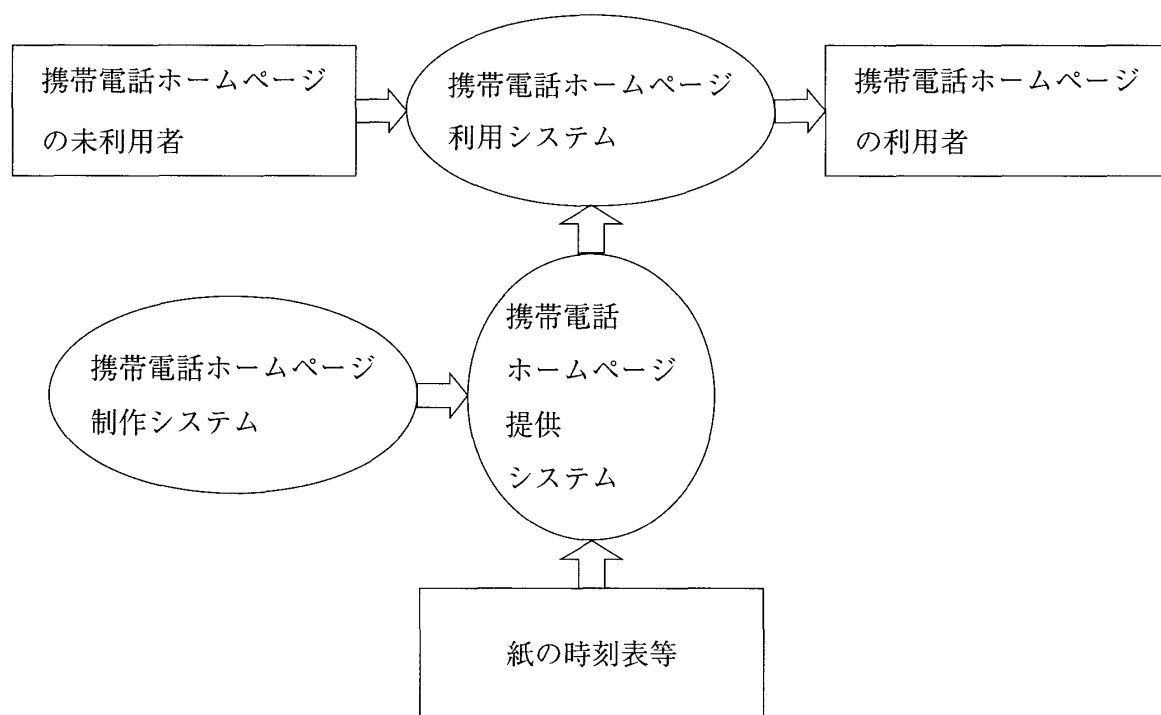 携帯電話ホームページ
の未利用者
携帯電話ホームページ
利用システム
携帯電話ホームページ
の利用者
携帯電話ホームページ
制作システム
携帯電話
ホームページ
提供
システム
紙の時刻表等